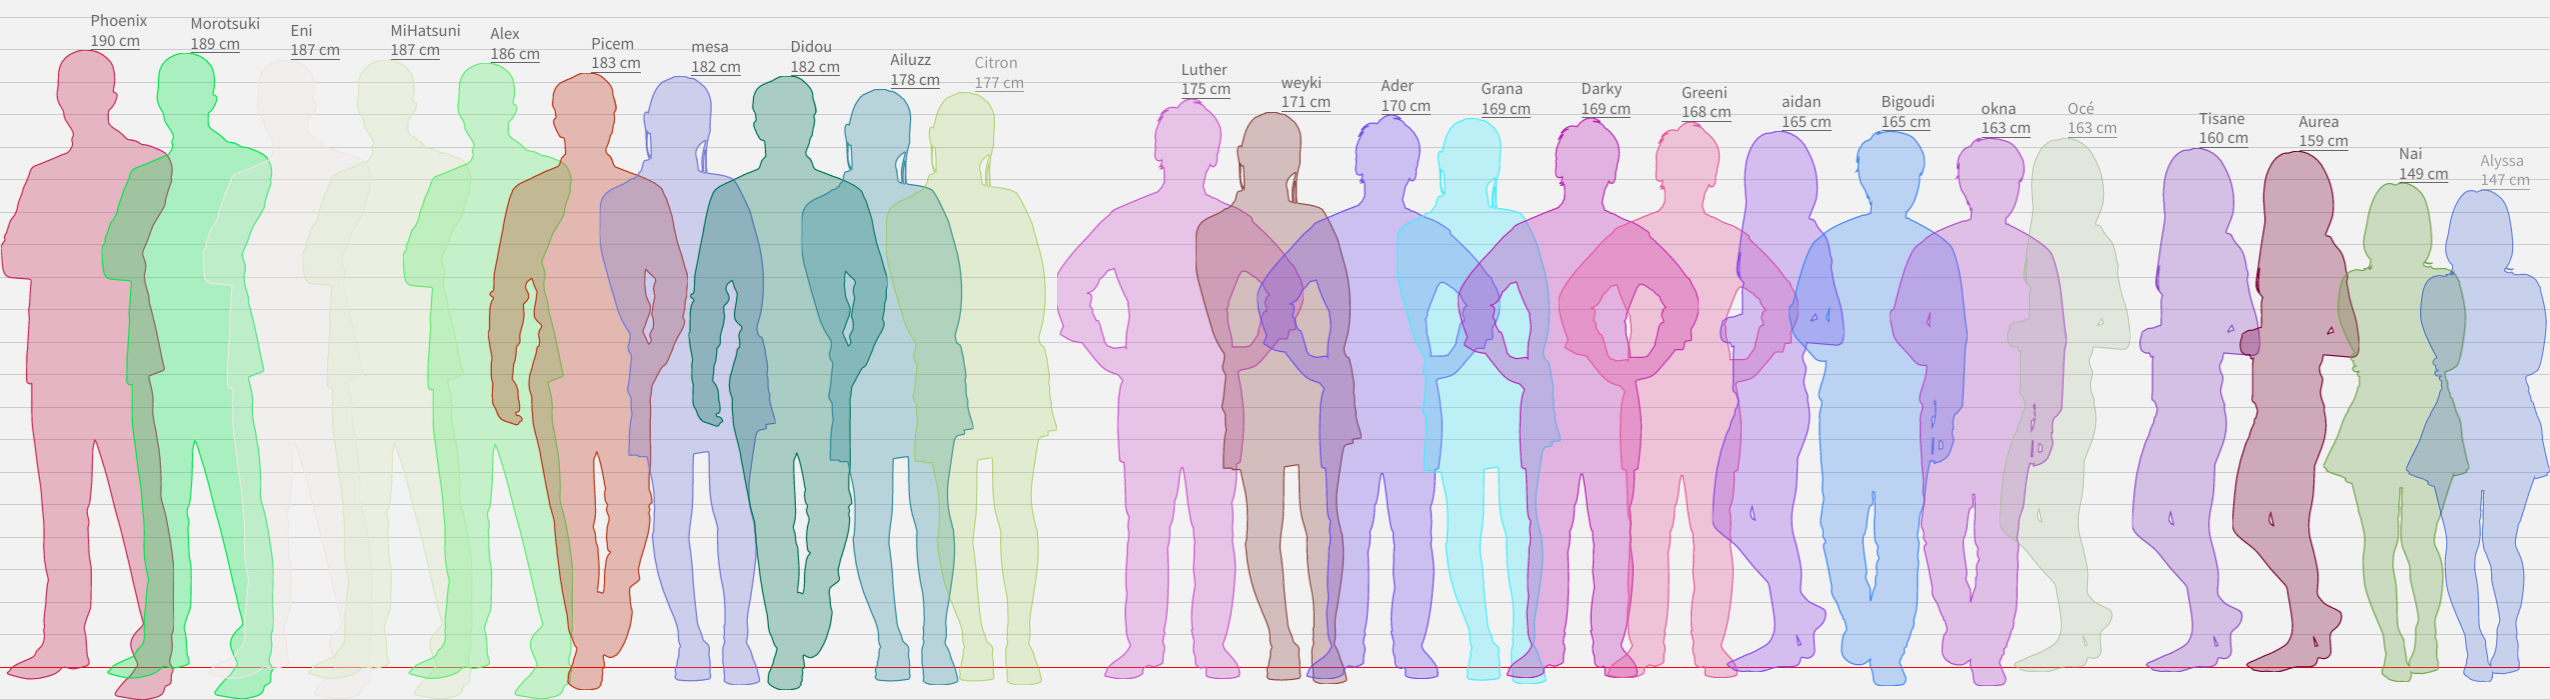 Phoenix
190 cm
Morotsuki
189 cm
Eni
187 cm
MiHatsuni
187 cm
Alex
186 cm
Picem
183 cm
mesa
182 cm
Didou
182 cm
Ailuzz
178 cm
Citron
177 cm
Luther
175 cm
weyki
171 cm
Ader
170 cm
Grana
169 cm
Darky
169 cm
Greeni
168 cm
aidan
165 cm
Bigoudi
165 cm
okna
163 cm
Océ
163 cm
Tisane
160 cm
Aurea
159 cm
Nai
149 cm
Alyssa
147 cm